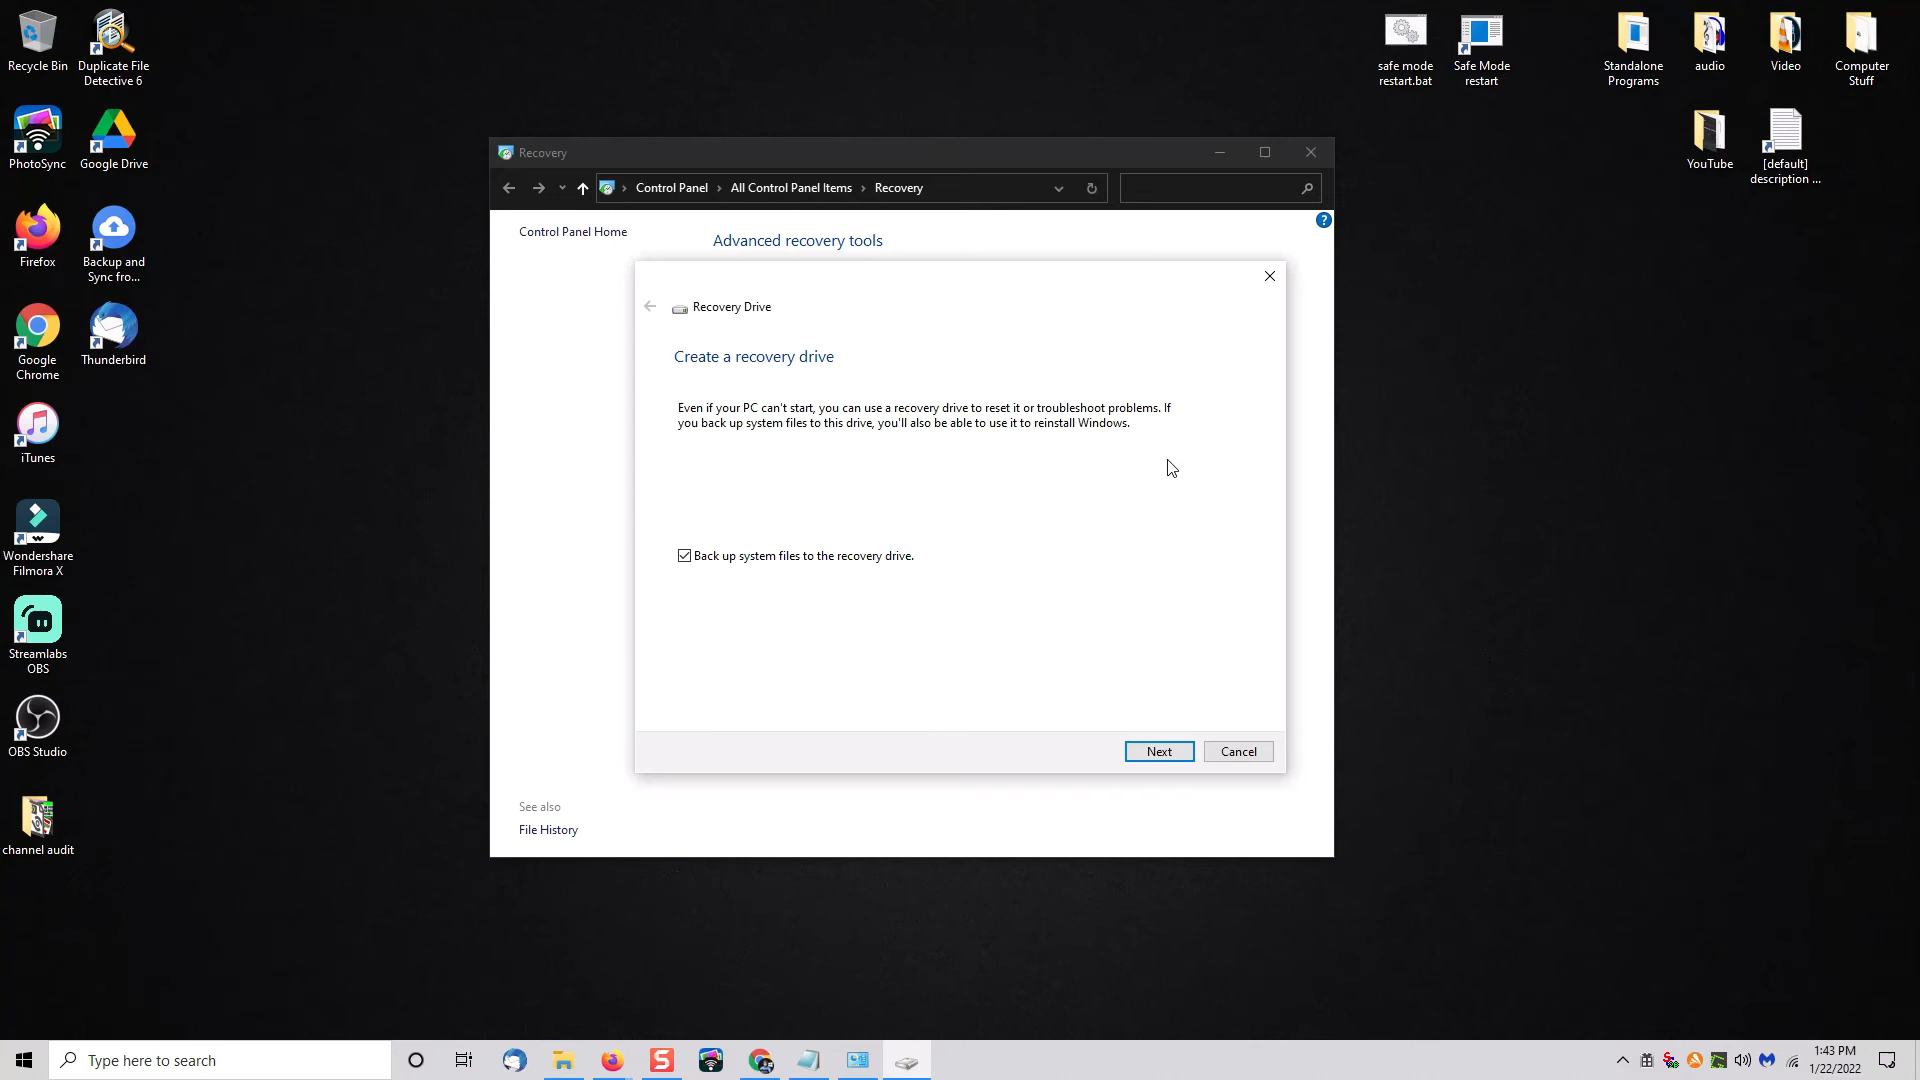 Recycle Bin
Duplicate File
Detective 6
PhotoSync
Google Drive
Firefox
Backup and
Sync fro...
Google
Chrome
Thunderbird
iTunes
Wondershare
Filmora X
Streamlabs
OBS
OBS Studio
channel audit
safe mode
restart.bat
Safe Mode
restart
Standalone
Programs
audio
Video
Computer
Stuff
YouTube
[default]
description ...
Recovery
Control Panel
All Control Panel Items
Recovery
Control Panel Home
Advanced recovery tools
Recovery Drive
Create a recovery drive
Even if your PC can't start, you can use a recovery drive to reset it or troubleshoot problems. If
you back up system files to this drive, you'll also be able to use it to reinstall Windows.
Back up system files to the recovery drive.
Next
Cancel
See also
File History
Type here to search
1:43 PM
1/22/2022